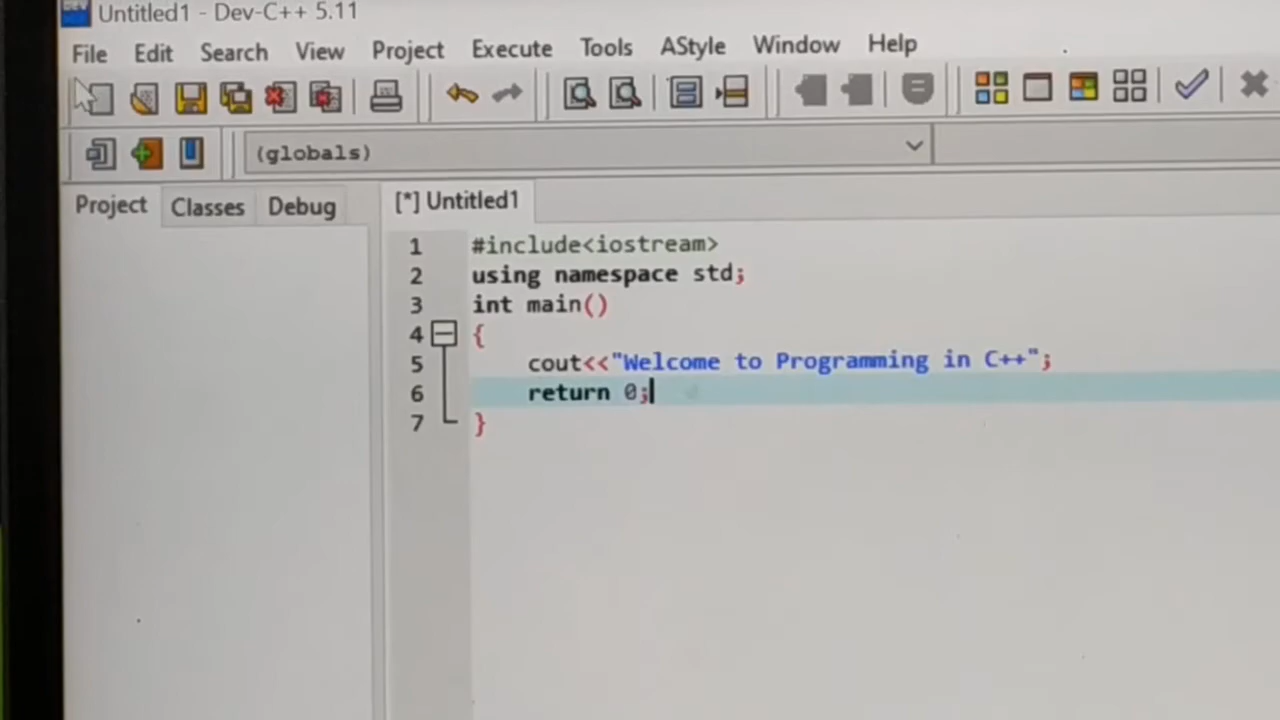 Untitled1 - Dev-C++ 5.11
File Edit Search View Project Execute Tools AStyle Window Help
(globals)
Project Classes Debug [*] Untitled1
1 #include<iostream>
2 using namespace std;
3 int main()
4 {
5 cout<<"Welcome to Programming in C++";
6 return 0;
7 }